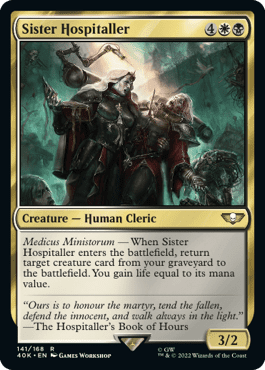 Sister Hospitaller 4
Creature — Human Cleric
Medicus Ministorum — When Sister
Hospitaller enters the battlefield, return
target creature card from your graveyard to
the battlefield. You gain life equal to its mana
value.
“Ours is to honour the martyr, tend the fallen,
defend the innocent, and walk always in the light.”
—The Hospitaller’s Book of Hours
3/2
141/168 R
40K • EN Games Workshop
© GW
™ & © 2022 Wizards of the Coast